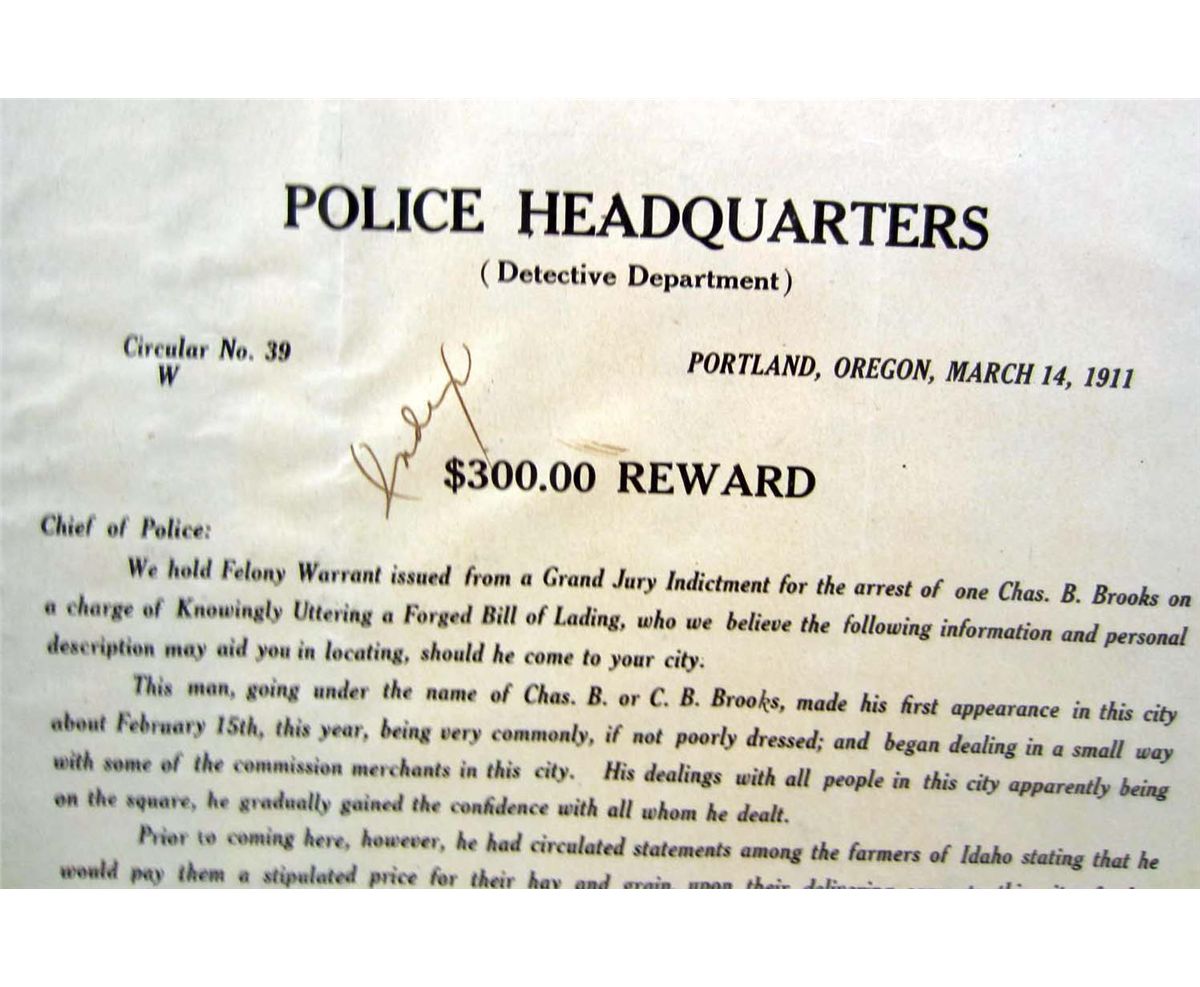 POLICE HEADQUARTERS
(Detective Department)
Circular No. 39
W
PORTLAND, OREGON, MARCH 14, 1911
Index
$300.00 REWARD
Chief of Police:
We hold Felony Warrant issued from a Grand Jury Indictment for the arrest of one Chas. B. Brooks on
a charge of Knowingly Uttering a Forged Bill of Lading, who we believe the following information and personal
description may aid you in locating, should he come to your city.
This man, going under the name of Chas. B. or C. B. Brooks, made his first appearance in this city
about February 15th, this year, being very commonly, if not poorly dressed; and began dealing in a small way
with some of the commission merchants in this city. His dealings with all people in this city apparently being
on the square, he gradually gained the confidence with all whom he dealt.
Prior to coming here, however, he had circulated statements among the farmers of Idaho stating that he
would pay them a stipulated price for their hay and grain, upon their delivering